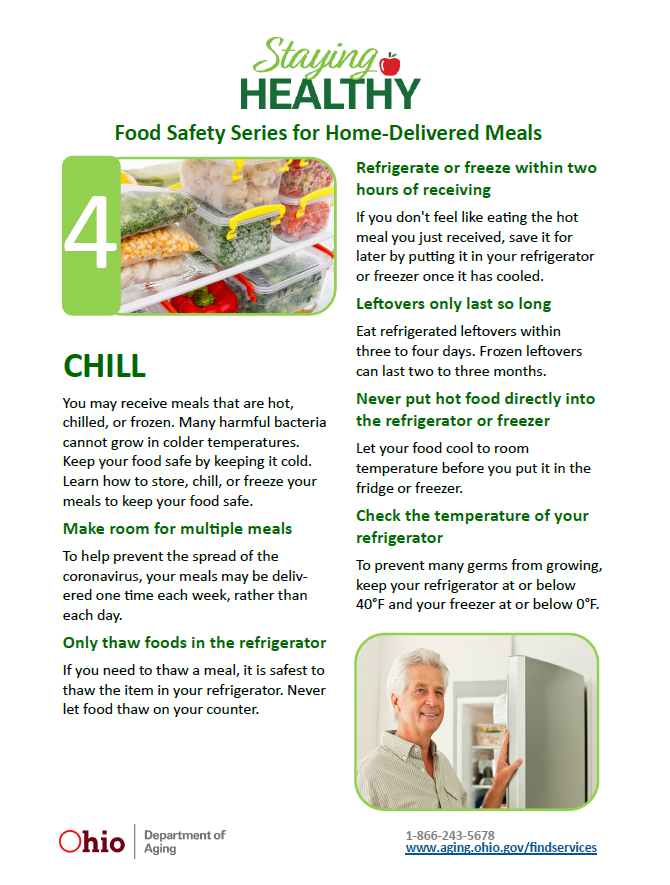 Staying
HEALTHY
Food Safety Series for Home-Delivered Meals
4
CHILL
You may receive meals that are hot,
chilled, or frozen. Many harmful bacteria
cannot grow in colder temperatures.
Keep your food safe by keeping it cold.
Learn how to store, chill, or freeze your
meals to keep your food safe.
Make room for multiple meals
To help prevent the spread of the
coronavirus, your meals may be deliv-
ered one time each week, rather than
each day.
Only thaw foods in the refrigerator
If you need to thaw a meal, it is safest to
thaw the item in your refrigerator. Never
let food thaw on your counter.
Refrigerate or freeze within two
hours of receiving
If you don't feel like eating the hot
meal you just received, save it for
later by putting it in your refrigerator
or freezer once it has cooled.
Leftovers only last so long
Eat refrigerated leftovers within
three to four days. Frozen leftovers
can last two to three months.
Never put hot food directly into
the refrigerator or freezer
Let your food cool to room
temperature before you put it in the
fridge or freezer.
Check the temperature of your
refrigerator
To prevent many germs from growing,
keep your refrigerator at or below
40°F and your freezer at or below 0°F.
Ohio
Department of
Aging
1-866-243-5678
www.aging.ohio.gov/findservices